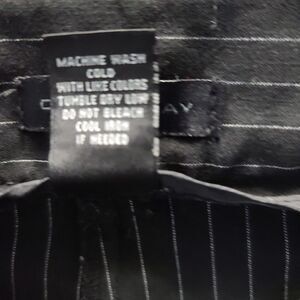 MACHINE WASH
COLD
WITH LIKE COLORS
TUMBLE DRY LOW
DO NOT BLEACH
COOL IRON
IF NEEDED